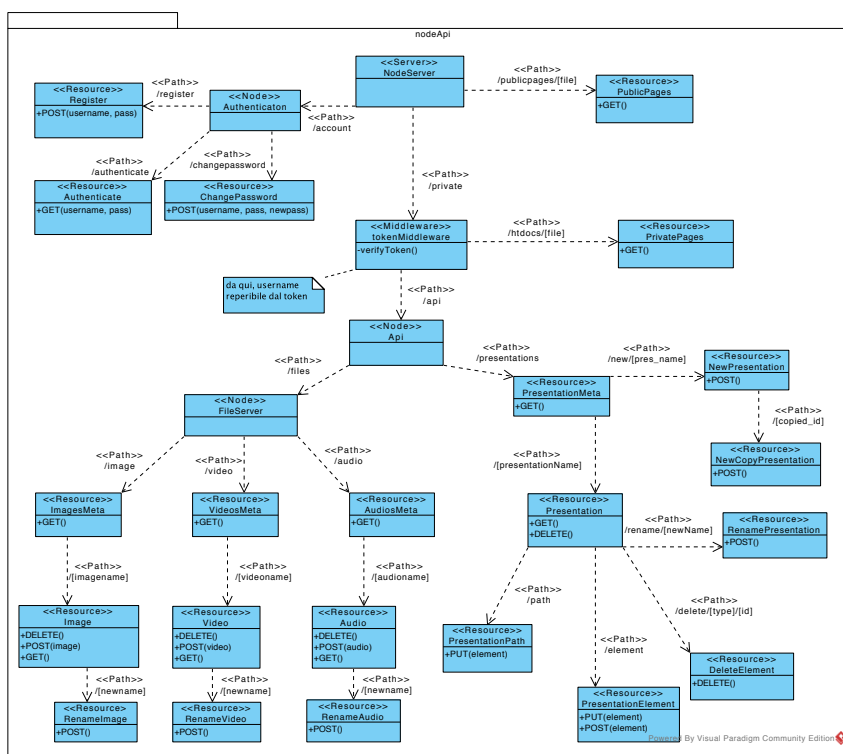 nodeApi
<<Server>>
NodeServer
<<Path>>
/publicpages/[file]
<<Resource>>
PublicPages
+GET()
<<Resource>>
Register
+POST(username, pass)
<<Path>>
/register
<<Node>>
Authenticaton
<<Path>>
/account
<<Path>>
/authenticate
<<Path>>
/changepassword
<<Path>>
/private
<<Resource>>
Authenticate
+GET(username, pass)
<<Resource>>
ChangePassword
+POST(username, pass, newpass)
<<Middleware>>
tokenMiddleware
-verifyToken()
<<Path>>
/htdocs/[file]
<<Resource>>
PrivatePages
+GET()
da qui, username
reperibile dal token
<<Path>>
/api
<<Node>>
Api
<<Path>>
/files
<<Path>>
/presentations
<<Resource>>
PresentationMeta
+GET()
<<Path>>
/new/[pres_name]
<<Resource>>
NewPresentation
+POST()
<<Path>>
/[copied_id]
<<Resource>>
NewCopyPresentation
+POST()
<<Node>>
FileServer
<<Path>>
/image
<<Path>>
/video
<<Path>>
/audio
<<Path>>
/[presentationName]
<<Resource>>
ImagesMeta
+GET()
<<Resource>>
VideosMeta
+GET()
<<Resource>>
AudiosMeta
+GET()
<<Resource>>
Presentation
+GET()
+DELETE()
<<Path>>
/rename/[newName]
<<Resource>>
RenamePresentation
+POST()
<<Path>>
/[imagename]
<<Path>>
/[videoname]
<<Path>>
/[audioname]
<<Path>>
/path
<<Path>>
/element
<<Path>>
/delete/[type]/[id]
<<Resource>>
Image
+DELETE()
+POST(image)
+GET()
<<Resource>>
Video
+DELETE()
+POST(video)
+GET()
<<Resource>>
Audio
+DELETE()
+POST(audio)
+GET()
<<Resource>>
PresentationPath
+PUT(element)
<<Resource>>
DeleteElement
+DELETE()
<<Path>>
/[newname]
<<Path>>
/[newname]
<<Path>>
/[newname]
<<Resource>>
RenameImage
+POST()
<<Resource>>
RenameVideo
+POST()
<<Resource>>
RenameAudio
+POST()
<<Resource>>
PresentationElement
+PUT(element)
+POST(element)
Powered By Visual Paradigm Community Edition